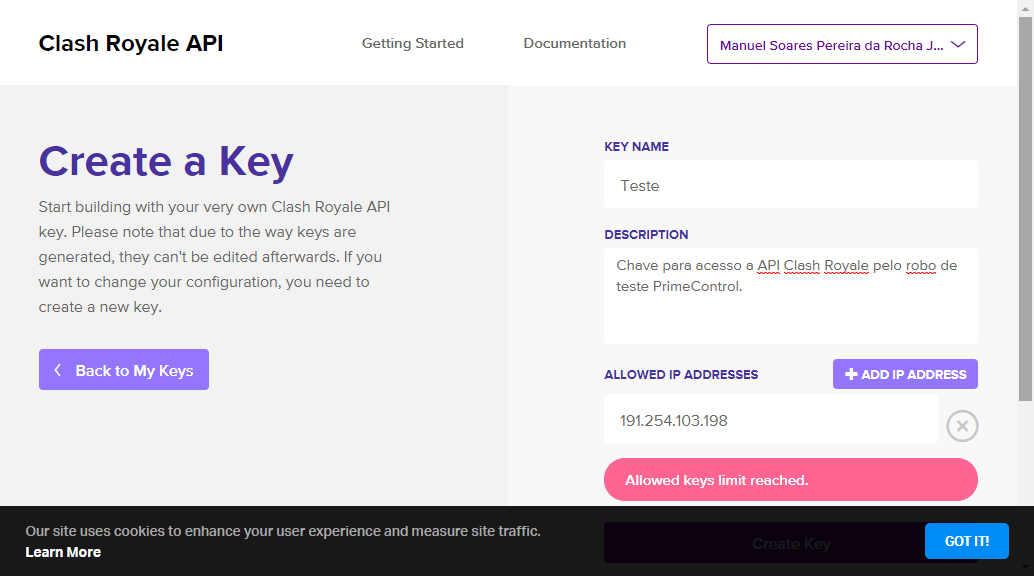 Clash Royale API
Getting Started
Documentation
Manuel Soares Pereira da Rocha J...
Create a Key
Start building with your very own Clash Royale API
key. Please note that due to the way keys are
generated, they can't be edited afterwards. If you
want to change your configuration, you need to
create a new key.
Back to My Keys
KEY NAME
Teste
DESCRIPTION
Chave para acesso a API Clash Royale pelo robo de
teste PrimeControl.
ALLOWED IP ADDRESSES
ADD IP ADDRESS
191.254.103.198
Allowed keys limit reached.
Create Key
Our site uses cookies to enhance your user experience and measure site traffic.
Learn More
GOT IT!